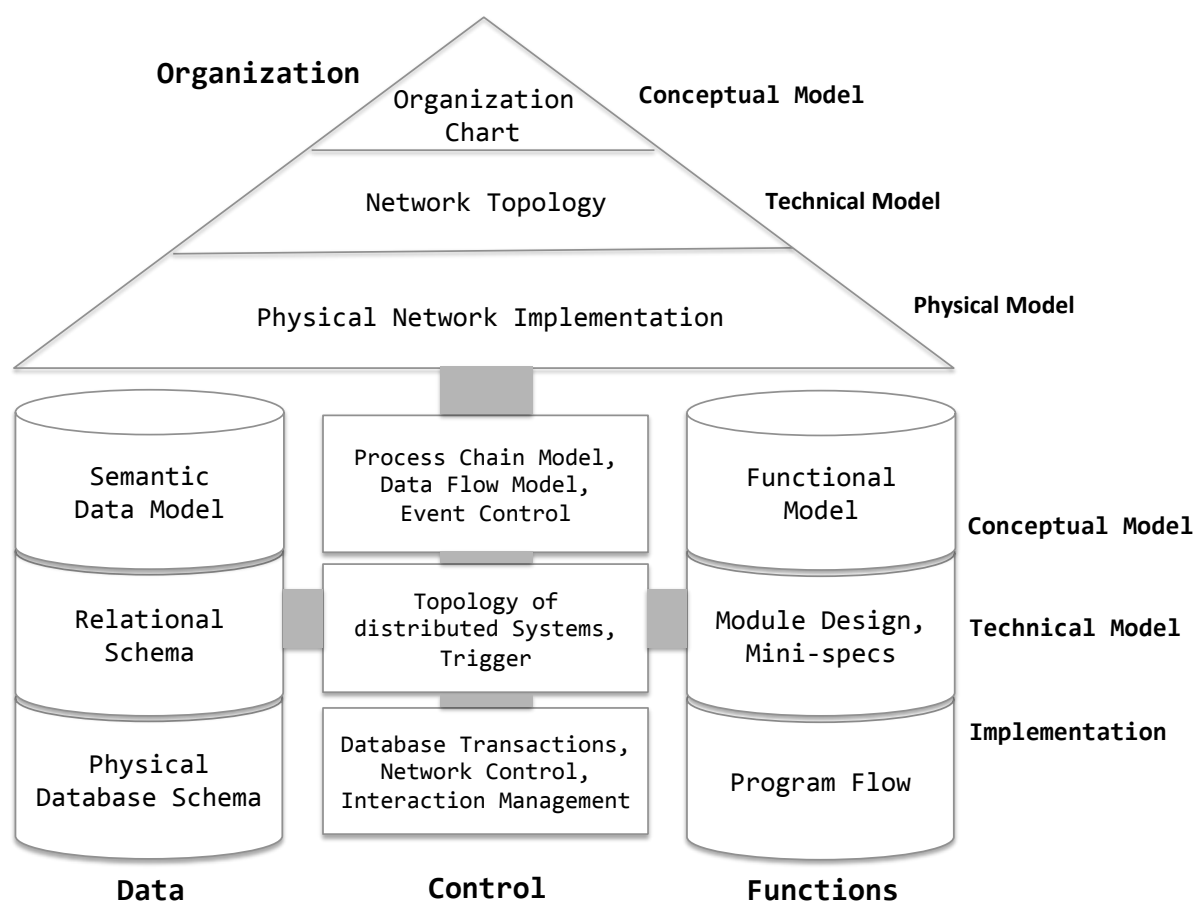 Organization
Conceptual Model
Organization
Chart
Network Topology
Technical Model
Physical Network Implementation
Physical Model
Semantic
Data Model
Process Chain Model,
Data Flow Model,
Event Control
Functional
Model
Conceptual Model
Relational
Schema
Topology of
distributed Systems,
Trigger
Module Design,
Mini-specs
Technical Model
Implementation
Physical
Database Schema
Database Transactions,
Network Control,
Interaction Management
Program Flow
Data
Control
Functions